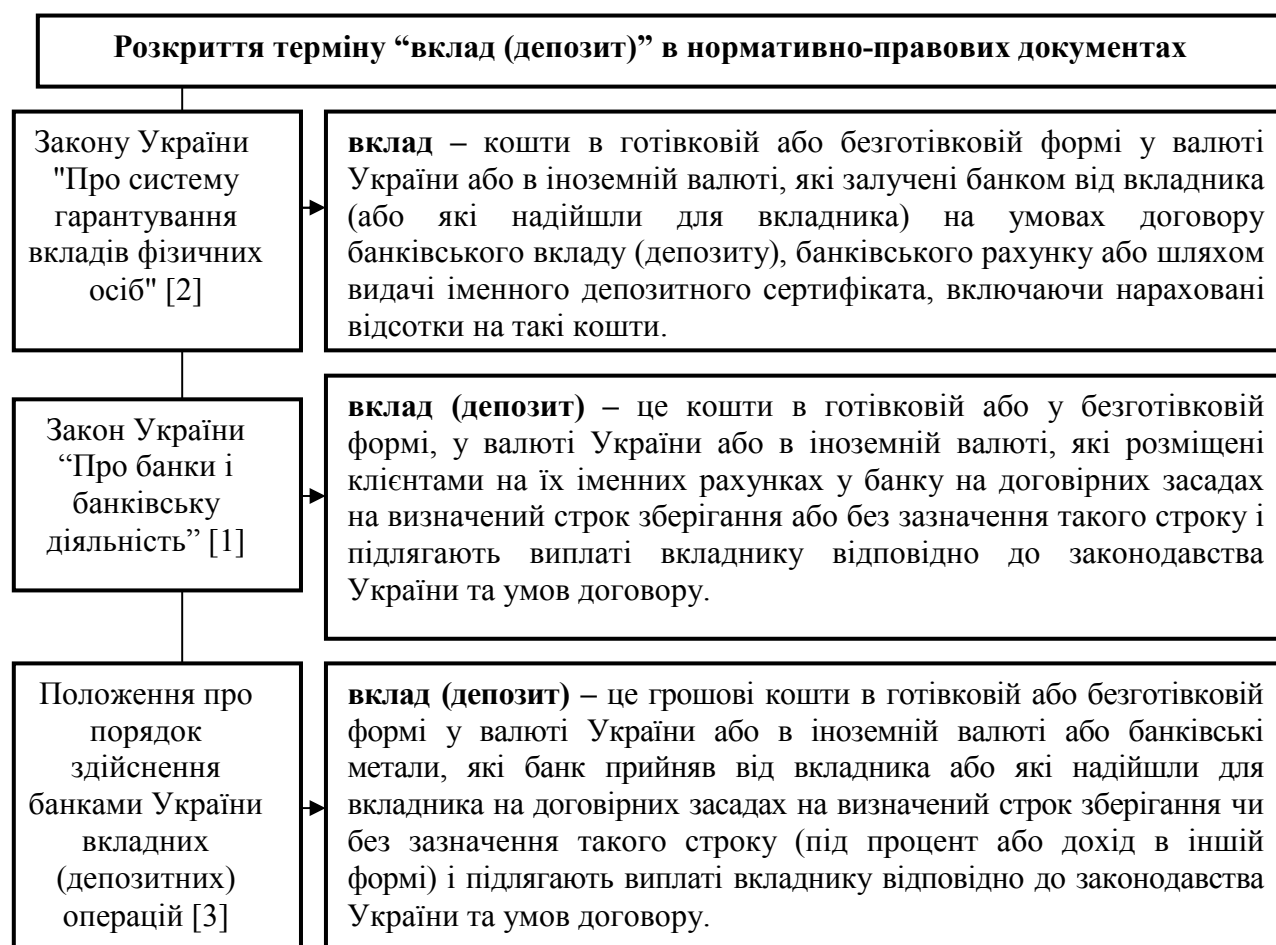 Розкриття терміну “вклад (депозит)” в нормативно-правових документах
Закону України
"Про систему
гарантування
вкладів фізичних
осіб" [2]
вклад – кошти в готівковій або безготівковій формі у валюті
України або в іноземній валюті, які залучені банком від вкладника
(або які надійшли для вкладника) на умовах договору
банківського вкладу (депозиту), банківського рахунку або шляхом
видачі іменного депозитного сертифіката, включаючи нараховані
відсотки на такі кошти.
Закон України
“Про банки і
банківську
діяльність” [1]
вклад (депозит) – це кошти в готівковій або у безготівковій
формі, у валюті України або в іноземній валюті, які розміщені
клієнтами на їх іменних рахунках у банку на договірних засадах
на визначений строк зберігання або без зазначення такого строку і
підлягають виплаті вкладнику відповідно до законодавства
України та умов договору.
Положення про
порядок
здійснення
банками України
вкладних
(депозитних)
операцій [3]
вклад (депозит) – це грошові кошти в готівковій або безготівковій
формі у валюті України або в іноземній валюті або банківські
метали, які банк прийняв від вкладника або які надійшли для
вкладника на договірних засадах на визначений строк зберігання чи
без зазначення такого строку (під процент або дохід в іншій
формі) і підлягають виплаті вкладнику відповідно до законодавства
України та умов договору.